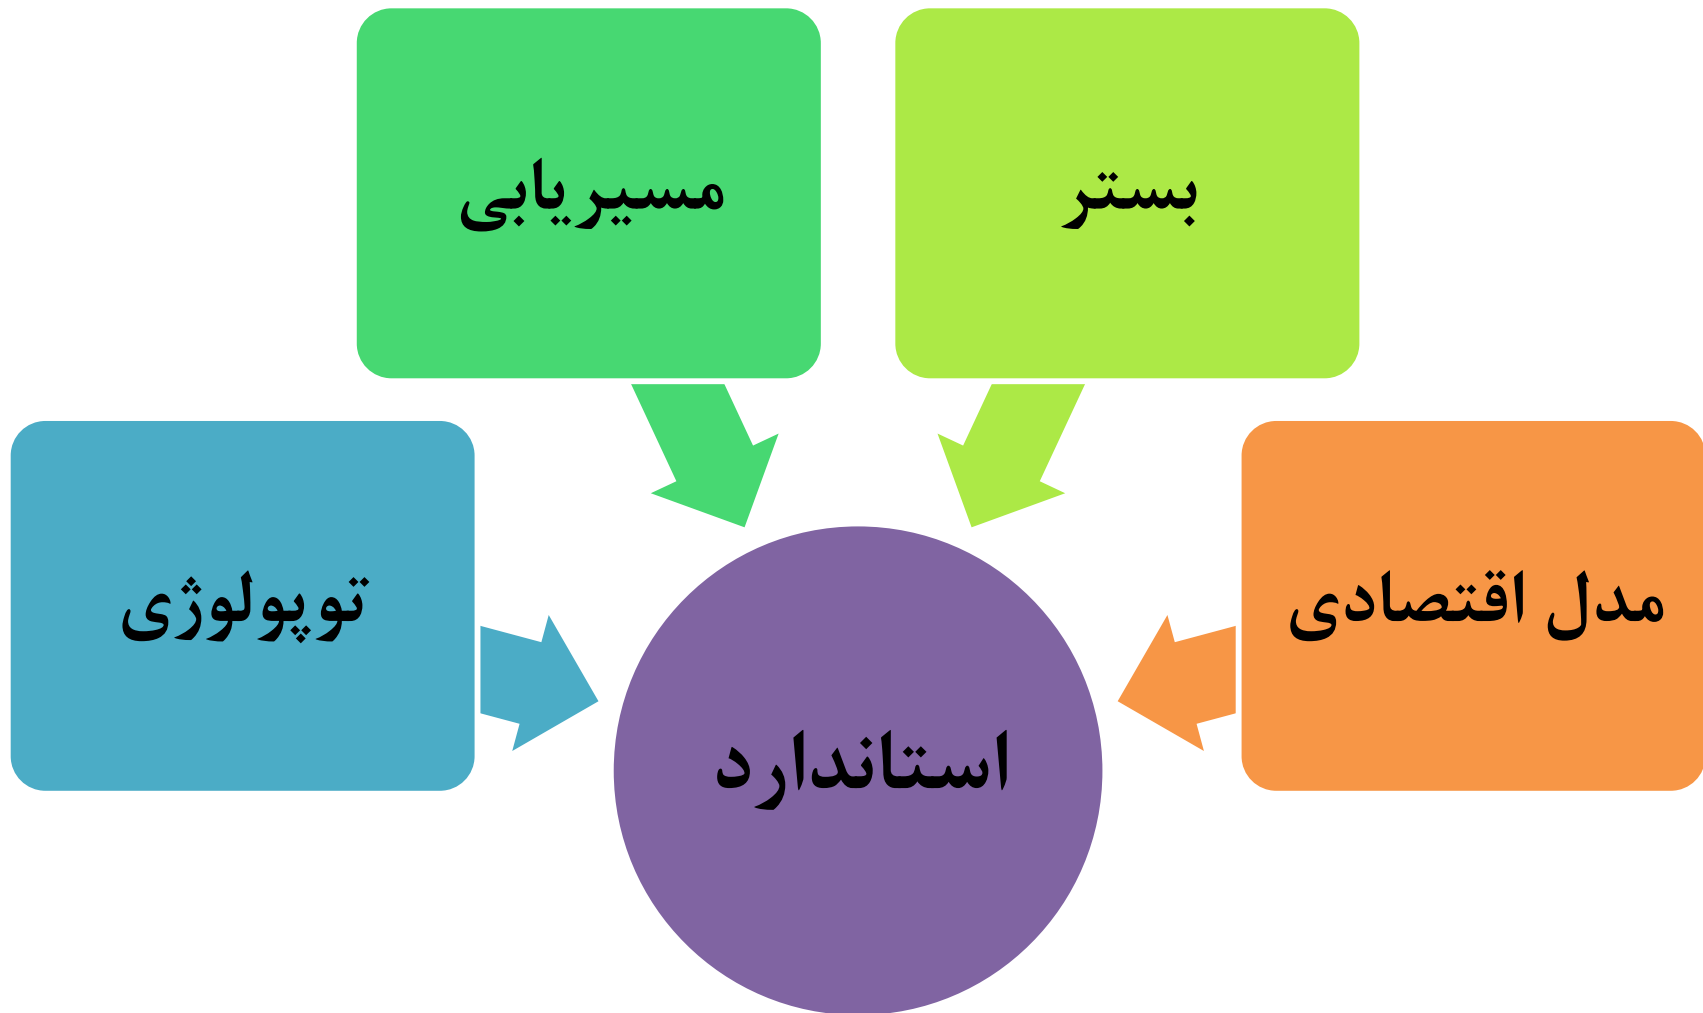 بستر
مسیریابی
مدل اقتصادی
توپولوژی
استاندارد